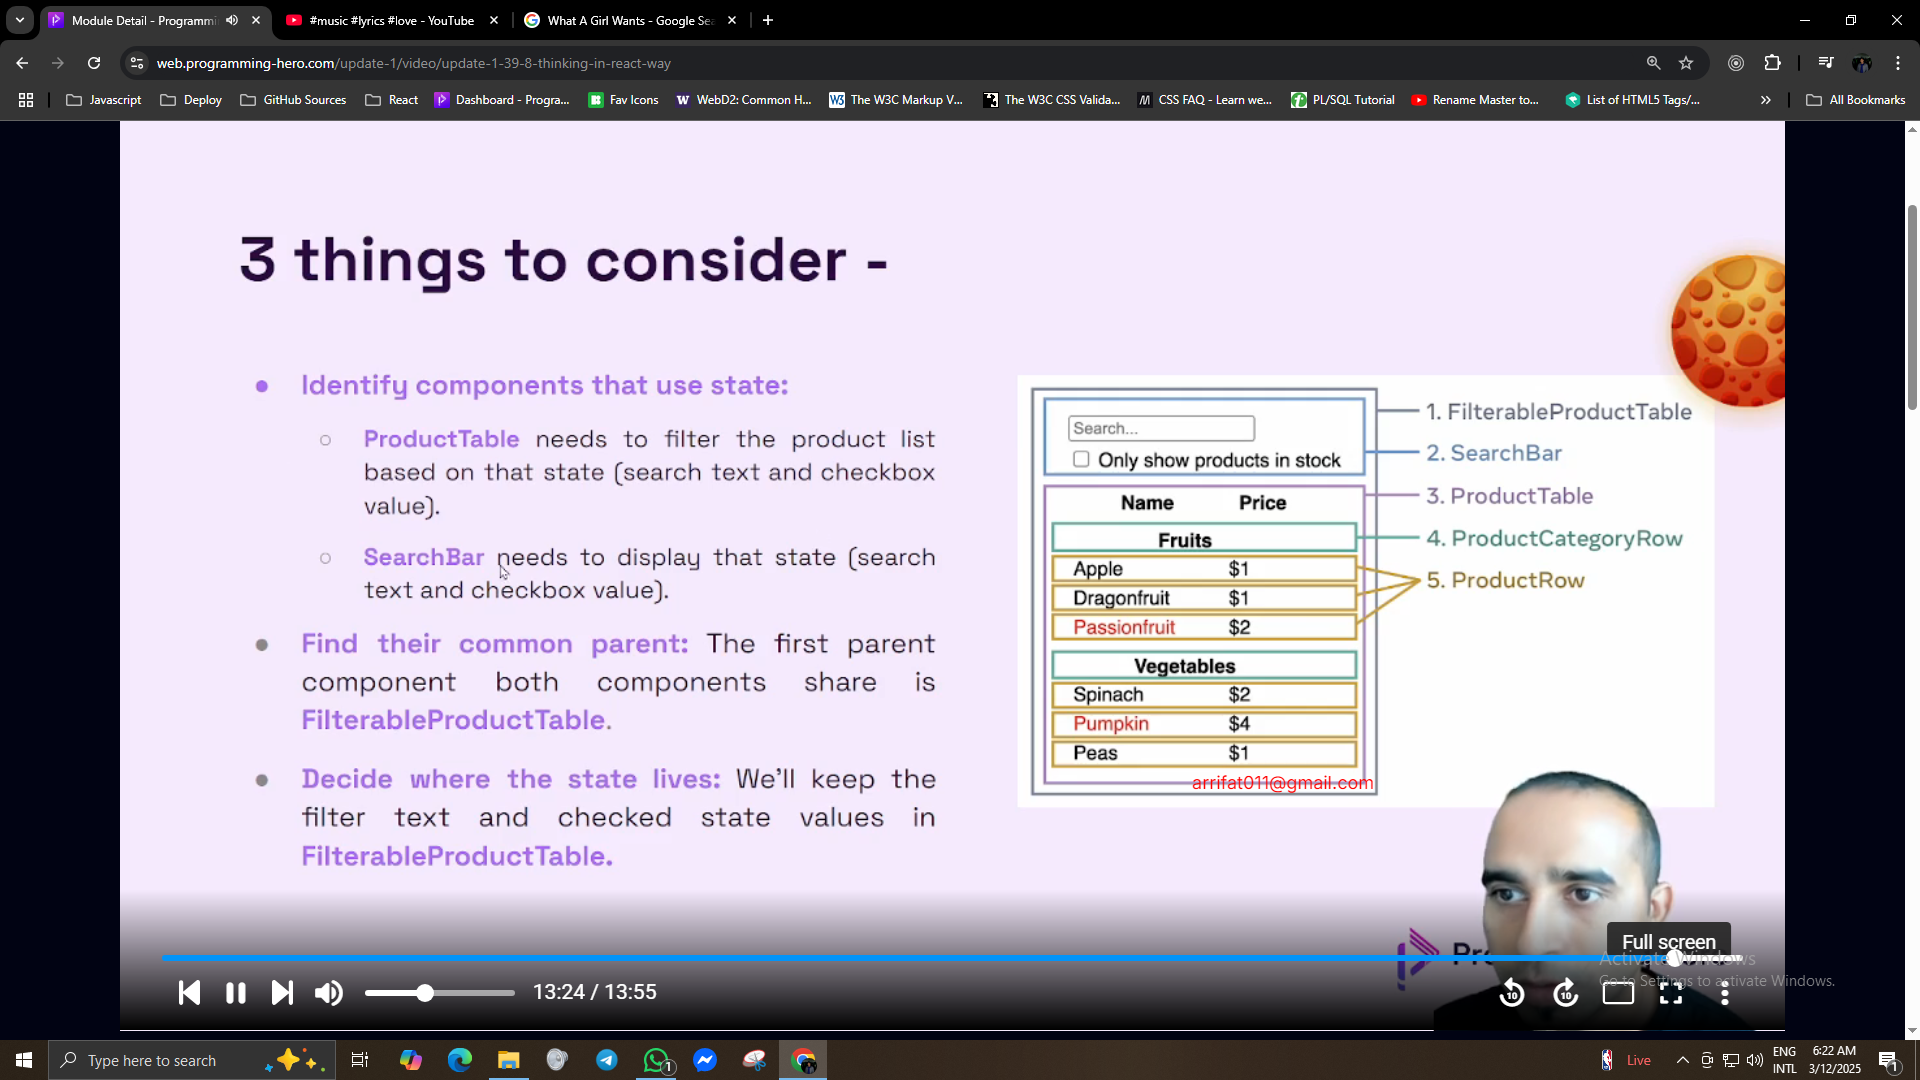 Module Detail - Programmi
#music #lyrics #love - YouTube
What A Girl Wants - Google Sea
web.programming-hero.com/update-1/video/update-1-39-8-thinking-in-react-way
Javascript
Deploy
GitHub Sources
React
Dashboard - Progra...
Fav Icons
WebD2: Common H...
The W3C Markup V...
The W3C CSS Valida...
CSS FAQ - Learn we...
PL/SQL Tutorial
Rename Master to...
List of HTML5 Tags/...
All Bookmarks
3 things to consider -
Identify components that use state:
ProductTable needs to filter the product list
based on that state (search text and checkbox
value).
SearchBar needs to display that state (search
text and checkbox value).
Find their common parent: The first parent
component both components share is
FilterableProductTable.
Decide where the state lives: We'll keep the
filter text and checked state values in
FilterableProductTable.
Search...
Only show products in stock
Name Price
Fruits
Apple $1
Dragonfruit $1
Passionfruit $2
Vegetables
Spinach $2
Pumpkin $4
Peas $1
arrifat011@gmail.com
1. FilterableProductTable
2. SearchBar
3. ProductTable
4. ProductCategoryRow
5. ProductRow
Full screen
Activate Windows
Go to Settings to activate Windows.
13:24 / 13:55
10
10
Type here to search
1
Live
ENG
INTL
6:22 AM
3/12/2025
1